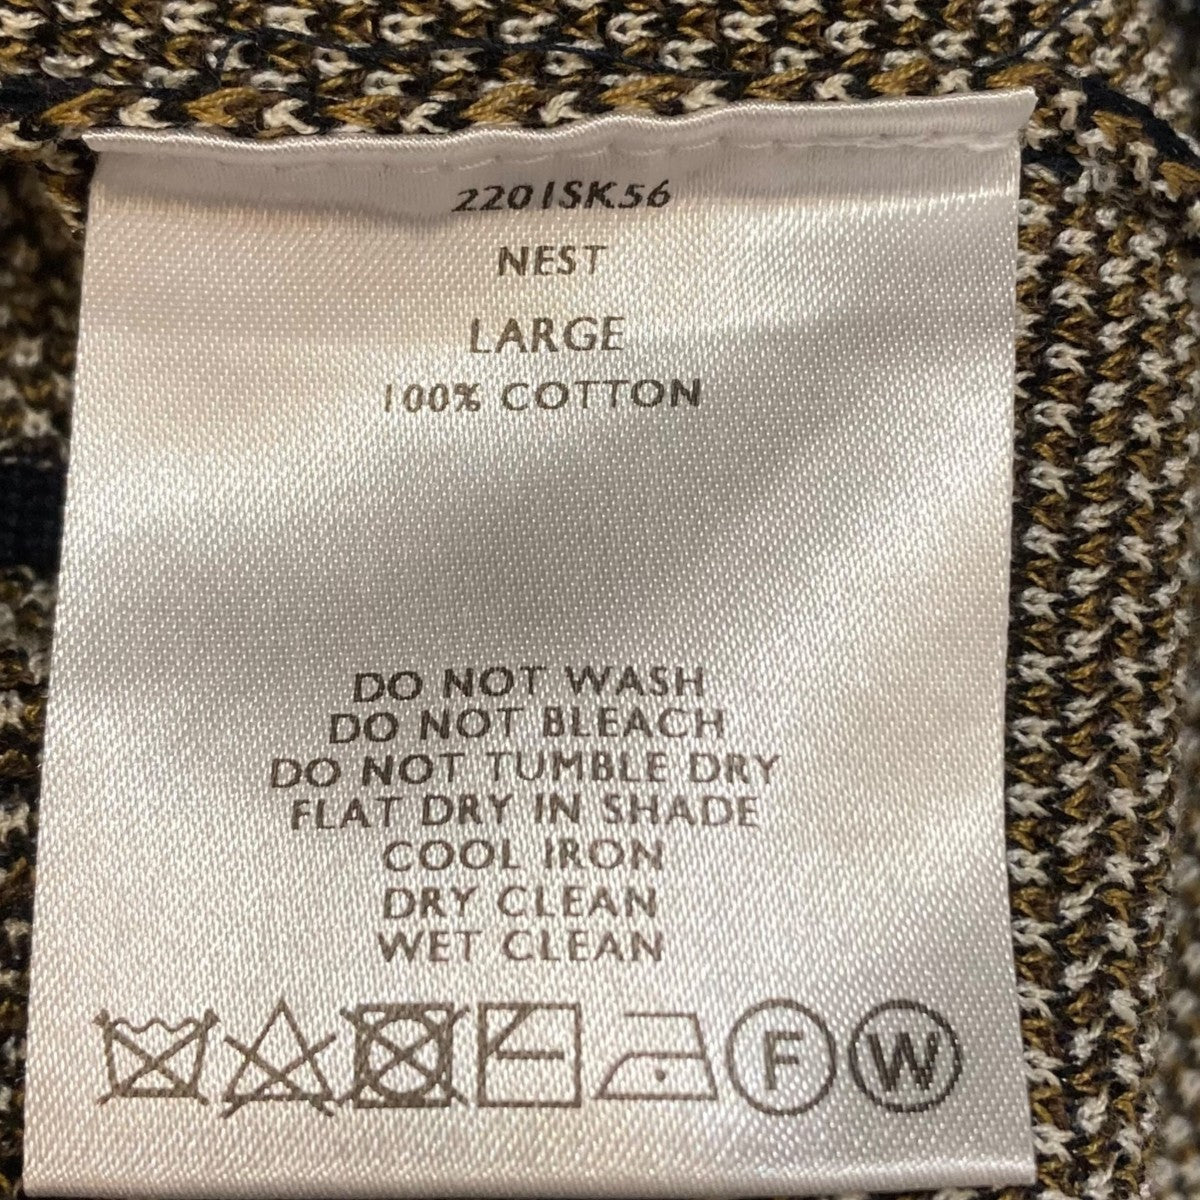 2201SK56
NEST
LARGE
100% COTTON
DO NOT WASH
DO NOT BLEACH
DO NOT TUMBLE DRY
FLAT DRY IN SHADE
COOL IRON
DRY CLEAN
WET CLEAN
F W